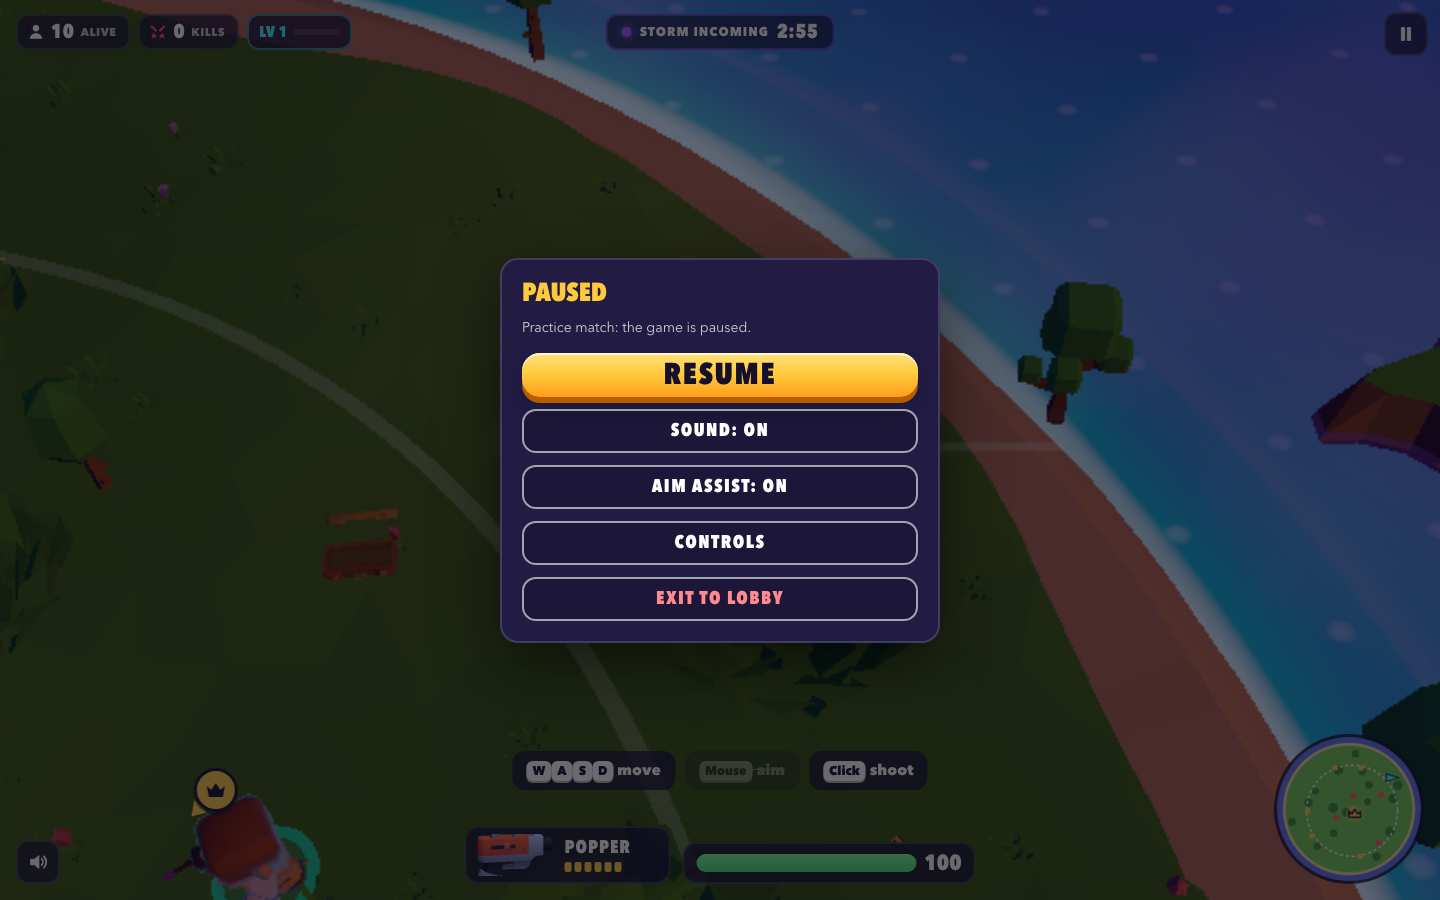 10 ALIVE
0 KILLS
LV 1
STORM INCOMING 2:55
PAUSED
Practice match: the game is paused.
RESUME
SOUND: ON
AIM ASSIST: ON
CONTROLS
EXIT TO LOBBY
W A S D move
Mouse aim
Click shoot
POPPER
100